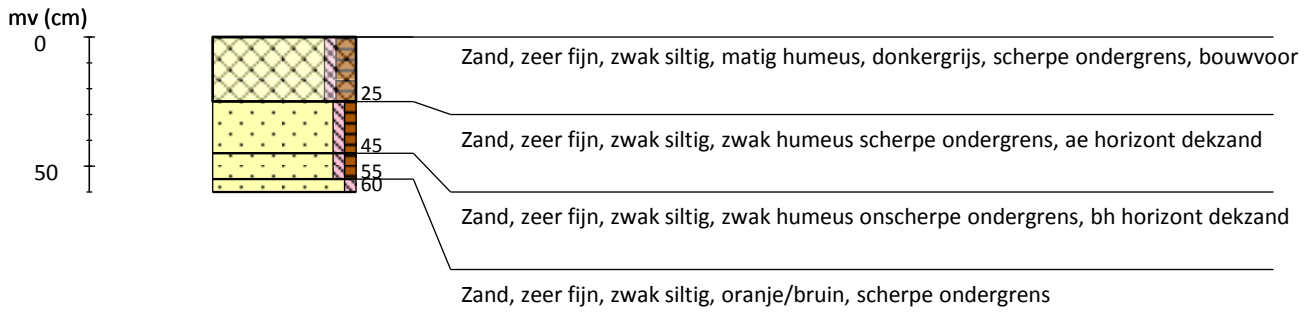 mv (cm)
0
Zand, zeer fijn, zwak siltig, matig humeus, donkergrijs, scherpe ondergrens, bouwvoor
25
Zand, zeer fijn, zwak siltig, zwak humeus scherpe ondergrens, ae horizont dekzand
45
50
55
60
Zand, zeer fijn, zwak siltig, zwak humeus onscherpe ondergrens, bh horizont dekzand
Zand, zeer fijn, zwak siltig, oranje/bruin, scherpe ondergrens